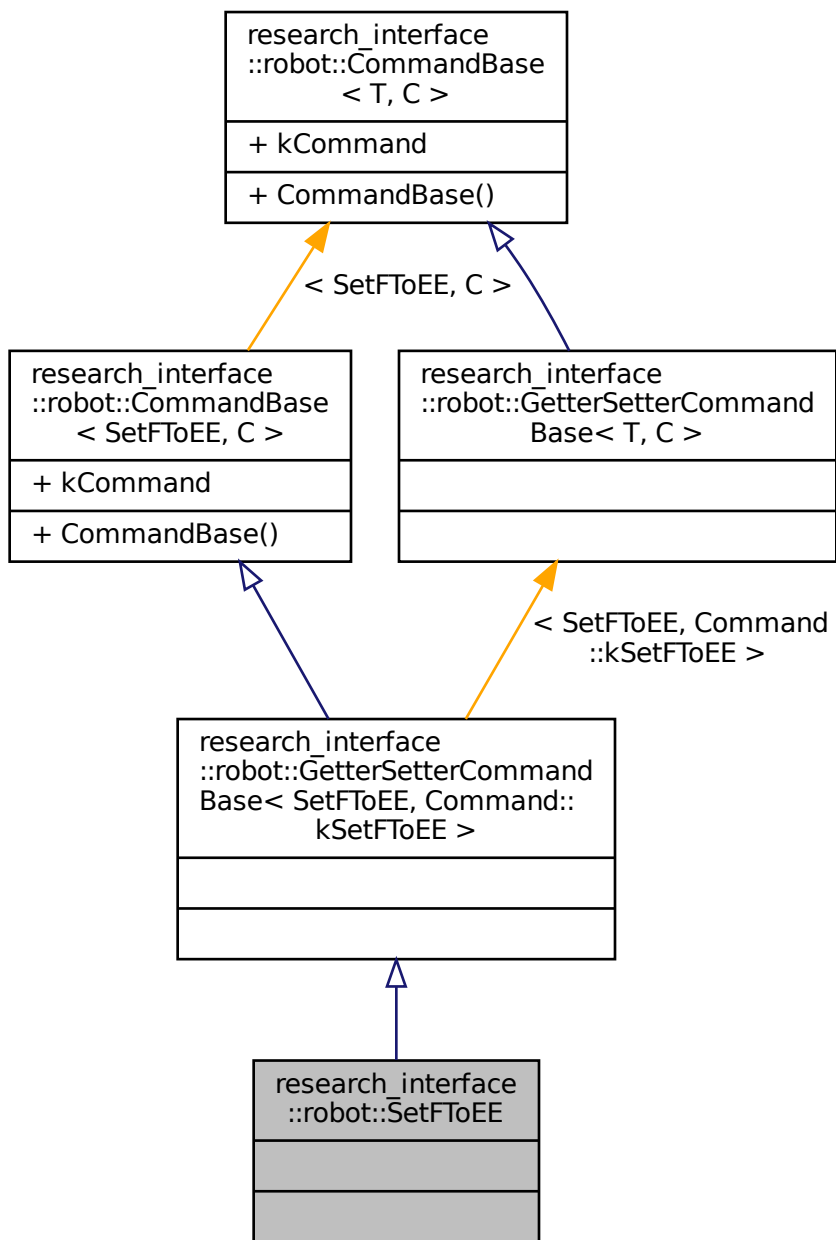 research_interface
::robot::CommandBase
< T, C >
+ kCommand
+ CommandBase()
< SetFToEE, C >
research_interface
::robot::CommandBase
< SetFToEE, C >
+ kCommand
+ CommandBase()
research_interface
::robot::GetterSetterCommand
Base< T, C >
< SetFToEE, Command
::kSetFToEE >
research_interface
::robot::GetterSetterCommand
Base< SetFToEE, Command::
kSetFToEE >
research_interface
::robot::SetFToEE